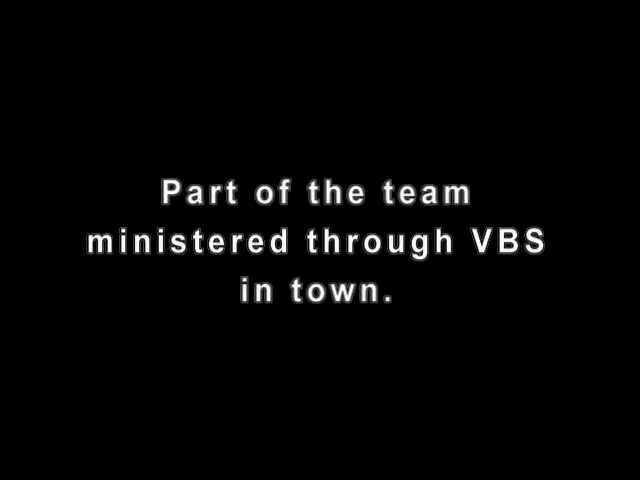 Part of the team
ministered through VBS
in town.